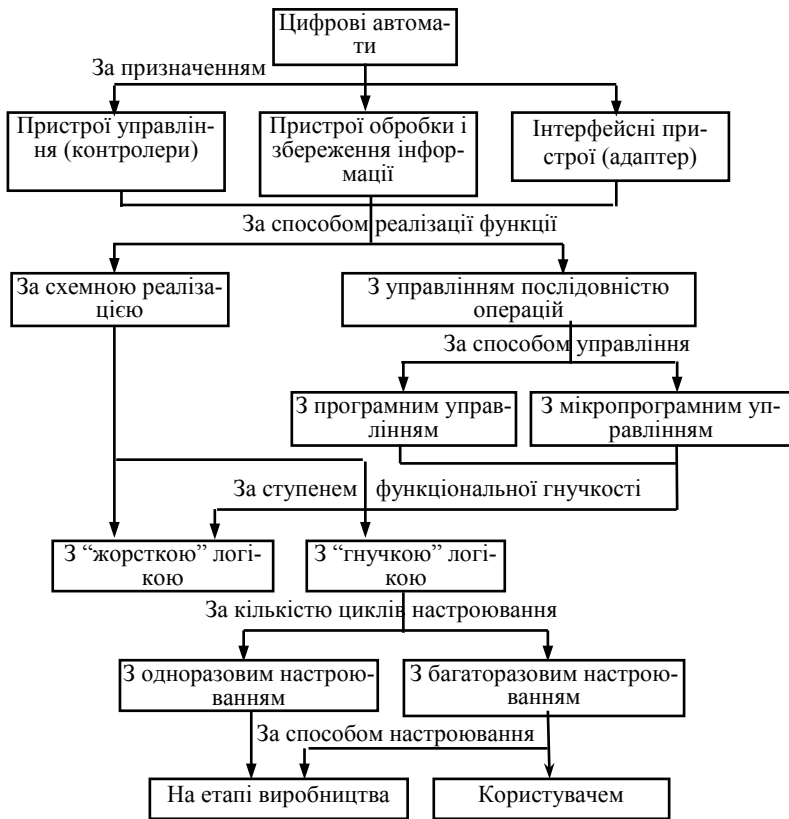 Цифрові автома-
ти
За призначенням
Пристрої управлін-
ня (контролери)
Пристрої обробки і
збереження інфор-
мації
Інтерфейсні при-
строї (адаптер)
За способом реалізації функції
За схемною реаліза-
цією
З управлінням послідовністю
операцій
За способом управління
З програмним управ-
лінням
З мікропрограмним уп-
равлінням
За ступенем функціональної гнучкості
З “жорсткою” логі-
кою
З “гнучкою” логі-
кою
За кількістю циклів настроювання
З одноразовим настрою-
ванням
З багаторазовим настрою-
ванням
За способом настроювання
На етапі виробництва
Користувачем